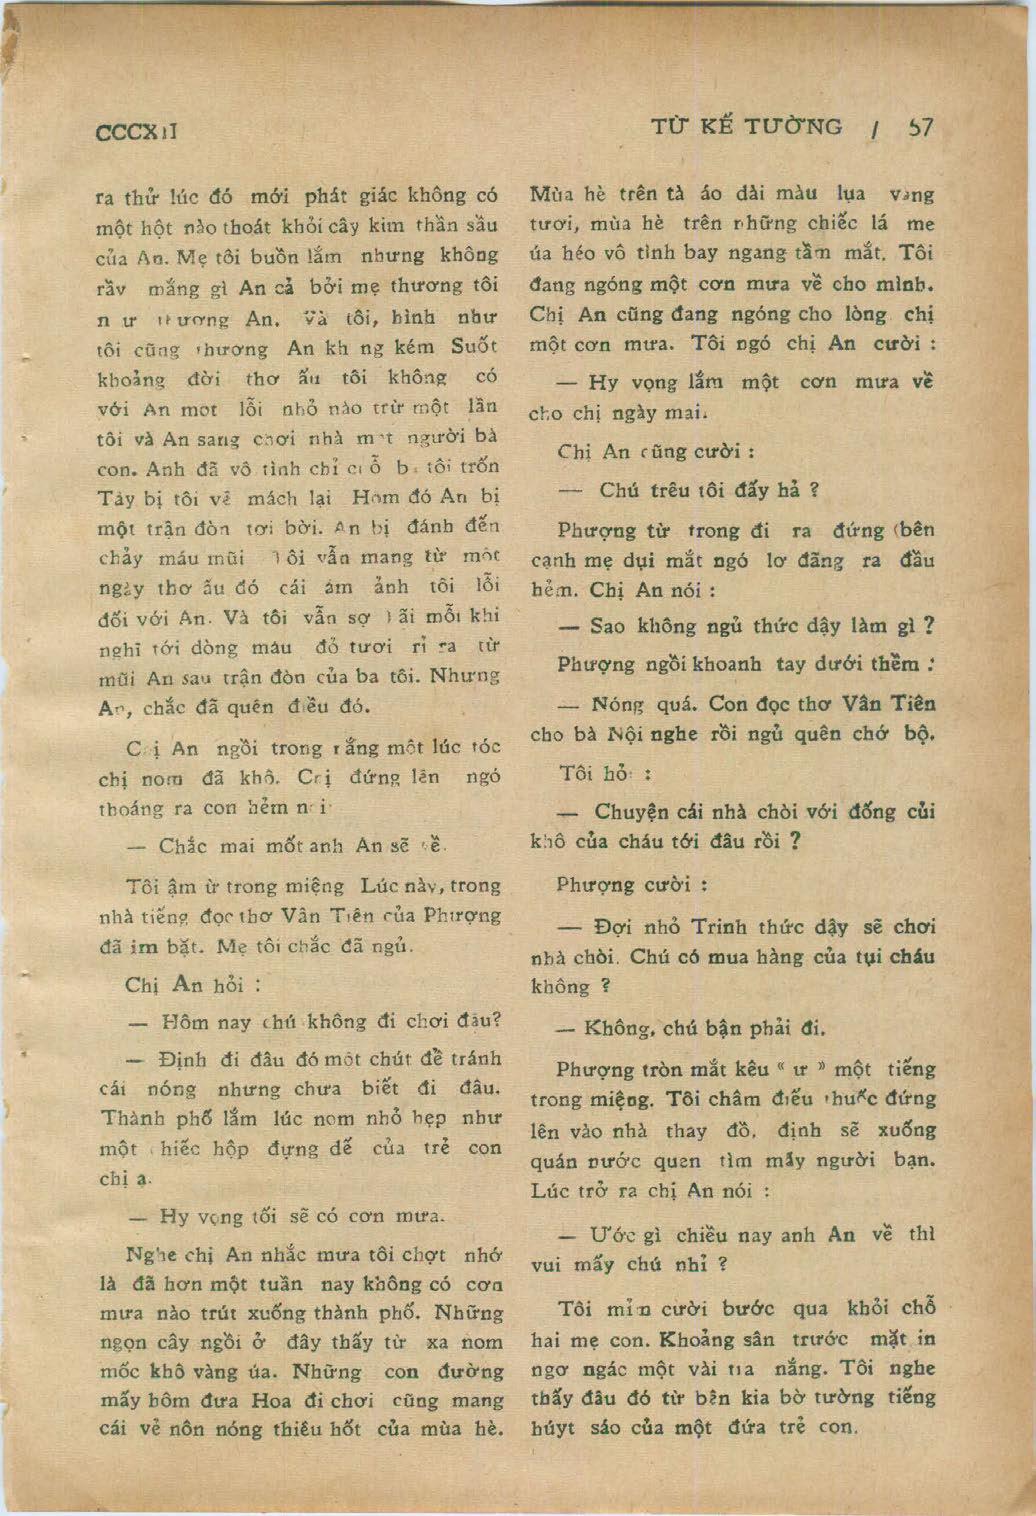 TỪ KẾ TƯỜNG / 57
ra thử lúc đó mới phát giác không có
một hột nào thoát khỏi cây kim thần sầu
của An. Mẹ tôi buồn lắm nhưng không
rầy mắng gì An cả bởi mẹ thương tôi
như thương An. Và tôi, hình như
tôi cũng thương An không kém Suốt
khoảng đời thơ ấu tôi không có
với An một lỗi nhỏ nào trừ một lần
tôi và An sang chơi nhà một người bà
con. Anh đã vô tình chỉ chỗ ba tôi trốn
Tây bị tôi về mách lại Hôm đó An bị
một trận đòn tơi bời. An bị đánh đến
chảy máu mũi Tôi vẫn mang từ một
ngày thơ ấu đó cái ám ảnh tôi lỗi
đối với An. Và tôi vẫn sợ hãi mỗi khi
nghĩ tới dòng máu đỏ tươi rỉ ra từ
mũi An sau trận đòn của ba tôi. Nhưng
An, chắc đã quên điều đó.
Chị An ngồi trong nắng một lúc tóc
chị nom đã khô. Chị đứng lên ngó
thoáng ra con hẻm nói
— Chắc mai mốt anh An sẽ về.
Tôi ậm ừ trong miệng Lúc này, trong
nhà tiếng đọc thơ Vân Tiên của Phượng
đã im bặt. Mẹ tôi chắc đã ngủ.
Chị An hỏi :
— Hôm nay chú không đi chơi đâu?
— Định đi đâu đó một chút để tránh
cái nóng nhưng chưa biết đi đâu.
Thành phố lắm lúc nom nhỏ hẹp như
một chiếc hộp đựng dế của trẻ con
chị ạ.
— Hy vọng tối sẽ có cơn mưa.
Nghe chị An nhắc mưa tôi chợt nhớ
là đã hơn một tuần nay không có cơn
mưa nào trút xuống thành phố. Những
ngọn cây ngồi ở đây thấy từ xa nom
mốc khô vàng úa. Những con đường
mấy hôm đưa Hoa đi chơi cũng mang
cái vẻ nôn nóng thiêu hốt của mùa hè.
Mùa hè trên tà áo dài màu lụa vàng
tươi, mùa hè trên những chiếc lá me
úa héo vô tình bay ngang tầm mắt. Tôi
đang ngóng một cơn mưa về cho mình.
Chị An cũng đang ngóng cho lòng chị
một cơn mưa. Tôi ngó chị An cười :
— Hy vọng lắm một cơn mưa về
cho chị ngày mai.
Chị An cũng cười :
— Chú trêu tôi đấy hả ?
Phượng từ trong đi ra đứng (bên
cạnh mẹ dụi mắt ngó lơ đãng ra đầu
hẻm. Chị An nói :
— Sao không ngủ thức dậy làm gì ?
Phượng ngồi khoanh tay dưới thềm :
— Nóng quá. Con đọc thơ Vân Tiên
cho bà Nội nghe rồi ngủ quên chớ bộ.
Tôi hỏi :
— Chuyện cái nhà chòi với đống củi
khô của cháu tới đâu rồi ?
Phượng cười :
— Đợi nhỏ Trinh thức dậy sẽ chơi
nhà chòi. Chú có mua hàng của tụi cháu
không ?
— Không, chú bận phải đi.
Phượng tròn mắt kêu « ư » một tiếng
trong miệng. Tôi châm điếu thuốc đứng
lên vào nhà thay đồ, định sẽ xuống
quán nước quen tìm mấy người bạn.
Lúc trở ra chị An nói :
— Ước gì chiều nay anh An về thì
vui mấy chú nhỉ ?
Tôi mỉm cười bước qua khỏi chỗ
hai mẹ con. Khoảng sân trước mặt in
ngơ ngác một vài tia nắng. Tôi nghe
thấy đâu đó từ bên kia bờ tường tiếng
húyt sáo của một đứa trẻ con.